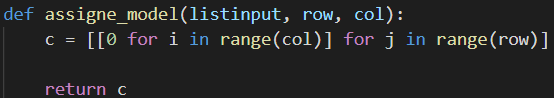 def assigne_model(listinput, row, col):
    c = [[0 for i in range(col)] for j in range(row)]
    return c